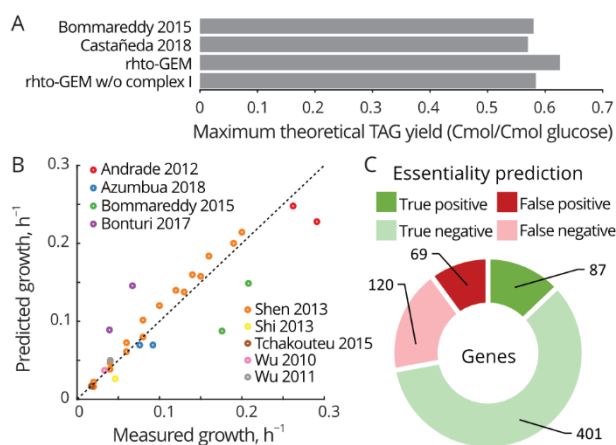 A
Bommareddy 2015
Castañeda 2018
rhto-GEM
rhto-GEM w/o complex I
0 0.1 0.2 0.3 0.4 0.5 0.6 0.7
Maximum theoretical TAG yield (Cmol/Cmol glucose)
B
0.3
0.2
0.1
0
Predicted growth, h⁻¹
Andrade 2012
Azumbua 2018
Bommareddy 2015
Bonturi 2017
Shen 2013
Shi 2013
Tchakouteu 2015
Wu 2010
Wu 2011
0 0.1 0.2 0.3
Measured growth, h⁻¹
C
Essentiality prediction
True positive False positive
True negative False negative
69
87
120
Genes
401